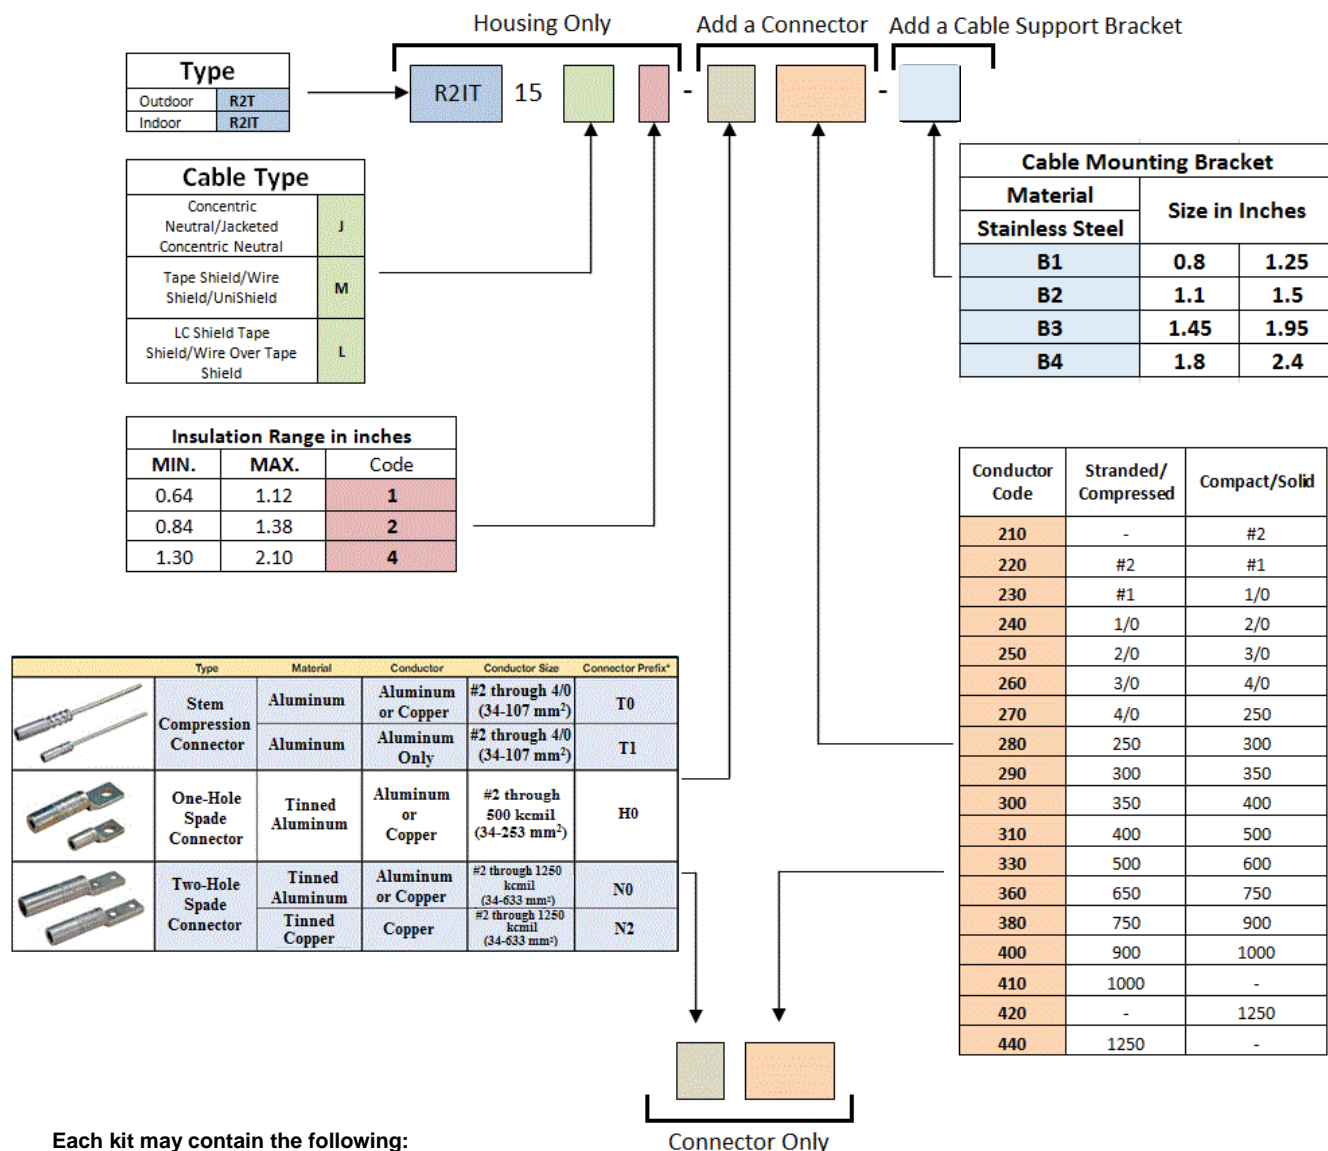 Housing Only
Add a Connector
Add a Cable Support Bracket
R2IT 15 - -
Type
Outdoor R2T
Indoor R2IT
Cable Type
Concentric
Neutral/Jacketed
Concentric Neutral
J
Tape Shield/Wire
Shield/UniShield
M
LC Shield Tape
Shield/Wire Over Tape
Shield
L
Cable Mounting Bracket
Material
Stainless Steel
Size in Inches
B1 0.8 1.25
B2 1.1 1.5
B3 1.45 1.95
B4 1.8 2.4
Insulation Range in inches
MIN. MAX. Code
0.64 1.12 1
0.84 1.38 2
1.30 2.10 4
Conductor
Code
Stranded/
Compressed
Compact/Solid
210 - #2
220 #2 #1
230 #1 1/0
240 1/0 2/0
250 2/0 3/0
260 3/0 4/0
270 4/0 250
280 250 300
290 300 350
300 350 400
310 400 500
330 500 600
360 650 750
380 750 900
400 900 1000
410 1000 -
420 - 1250
440 1250 -
Type Material Conductor Conductor Size Connector Prefix*
Stem
Compression
Connector
Aluminum
Aluminum
or Copper
#2 through 4/0
(34-107 mm²)
T0
Aluminum
Aluminum
Only
#2 through 4/0
(34-107 mm²)
T1
One-Hole
Spade
Connector
Tinned
Aluminum
Aluminum
or
Copper
#2 through
500 kcmil
(34-253 mm²)
H0
Two-Hole
Spade
Connector
Tinned
Aluminum
Aluminum
or Copper
#2 through 1250
kcmil
(34-633 mm²)
N0
Tinned
Copper
Copper
#2 through 1250
kcmil
(34-633 mm²)
N2
Connector Only
Each kit may contain the following: